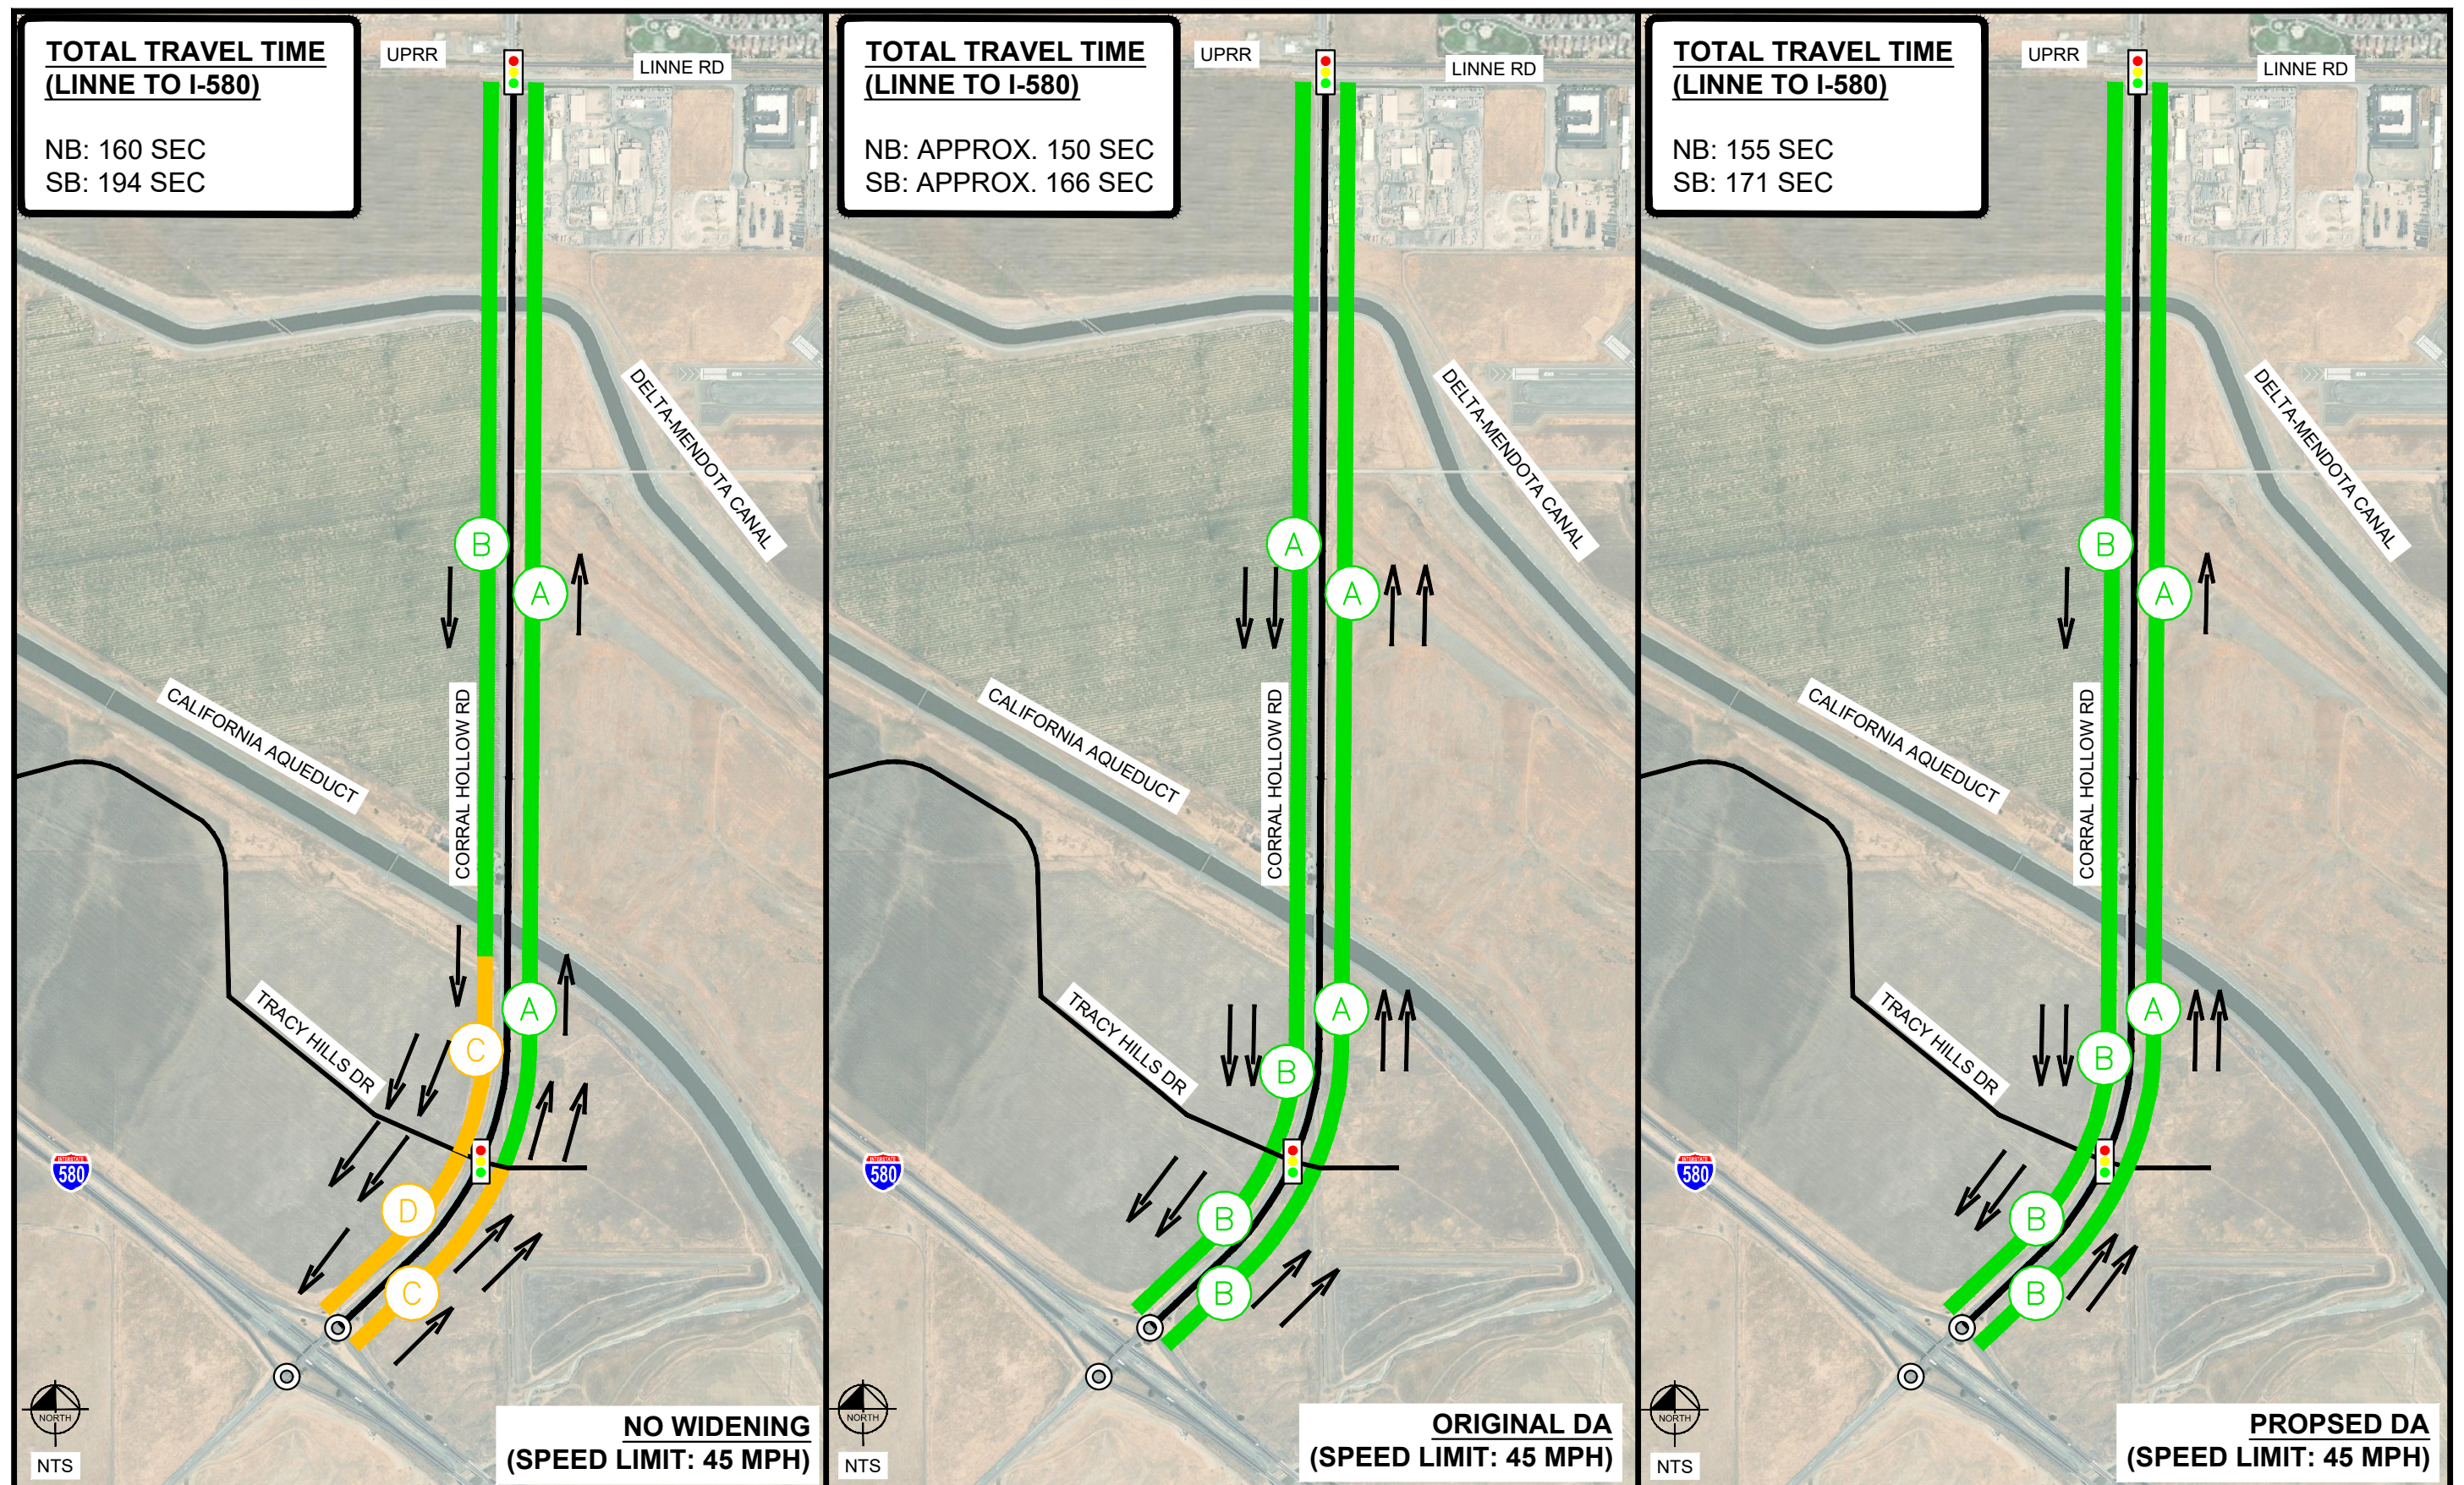 TOTAL TRAVEL TIME
(LINNE TO I-580)
NB: 160 SEC
SB: 194 SEC
UPRR
LINNE RD
DELTA-MENDOTA CANAL
B
A
CORRAL HOLLOW RD
CALIFORNIA AQUEDUCT
A
C
TRACY HILLS DR
INTERSTATE
580
D
C
NORTH
NTS
NO WIDENING
(SPEED LIMIT: 45 MPH)
TOTAL TRAVEL TIME
(LINNE TO I-580)
NB: APPROX. 150 SEC
SB: APPROX. 166 SEC
UPRR
LINNE RD
DELTA-MENDOTA CANAL
A
A
CORRAL HOLLOW RD
CALIFORNIA AQUEDUCT
A
B
TRACY HILLS DR
INTERSTATE
580
B
B
NORTH
NTS
ORIGINAL DA
(SPEED LIMIT: 45 MPH)
TOTAL TRAVEL TIME
(LINNE TO I-580)
NB: 155 SEC
SB: 171 SEC
UPRR
LINNE RD
DELTA-MENDOTA CANAL
B
A
CORRAL HOLLOW RD
CALIFORNIA AQUEDUCT
A
B
TRACY HILLS DR
INTERSTATE
580
B
B
NORTH
NTS
PROPSED DA
(SPEED LIMIT: 45 MPH)